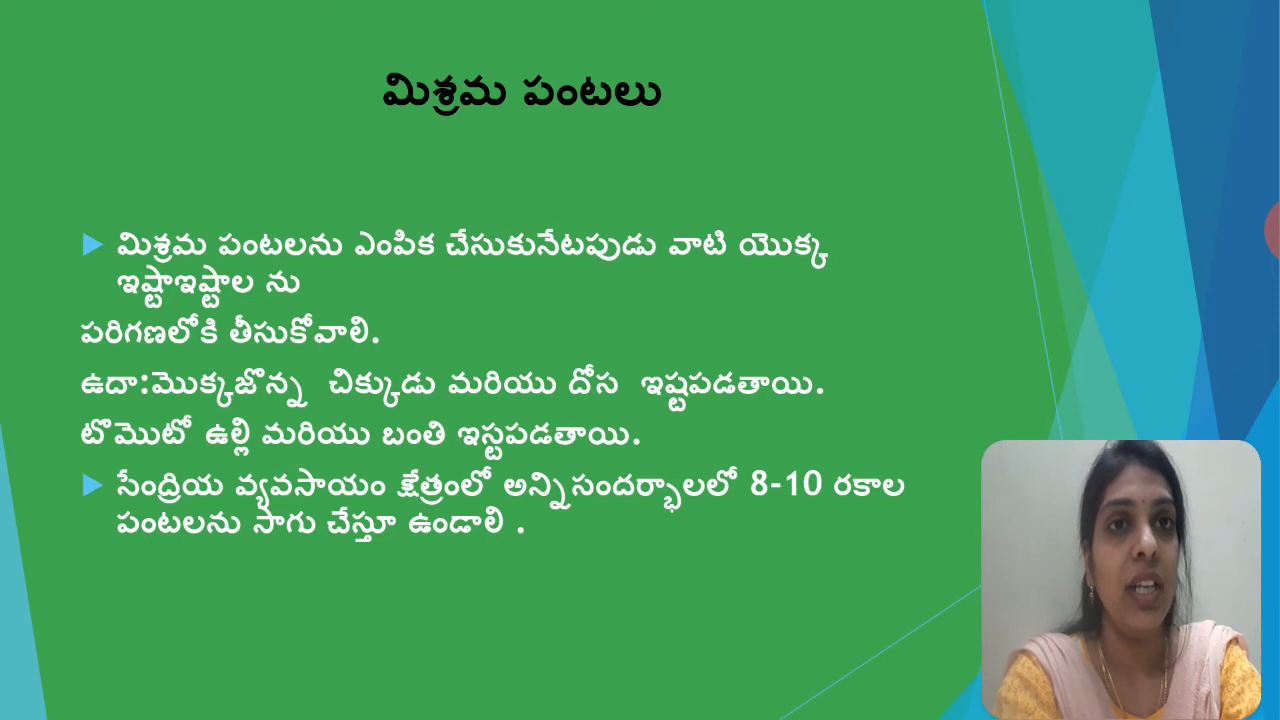 మిశ్రమ పంటలు
మిశ్రమ పంటలను ఎంపిక చేసుకునేటపుడు వాటి యొక్క
ఇష్టాఇష్టాల ను
పరిగణలోకి తీసుకోవాలి.
ఉదా:మొక్కజొన్న చిక్కుడు మరియు దోస ఇష్టపడతాయి.
టొమొటో ఉల్లి మరియు బంతి ఇస్టపడతాయి.
సేంద్రియ వ్యవసాయం క్షేత్రంలో అన్నిసందర్భాలలో 8-10 రకాల
పంటలను సాగు చేస్తూ ఉండాలి .